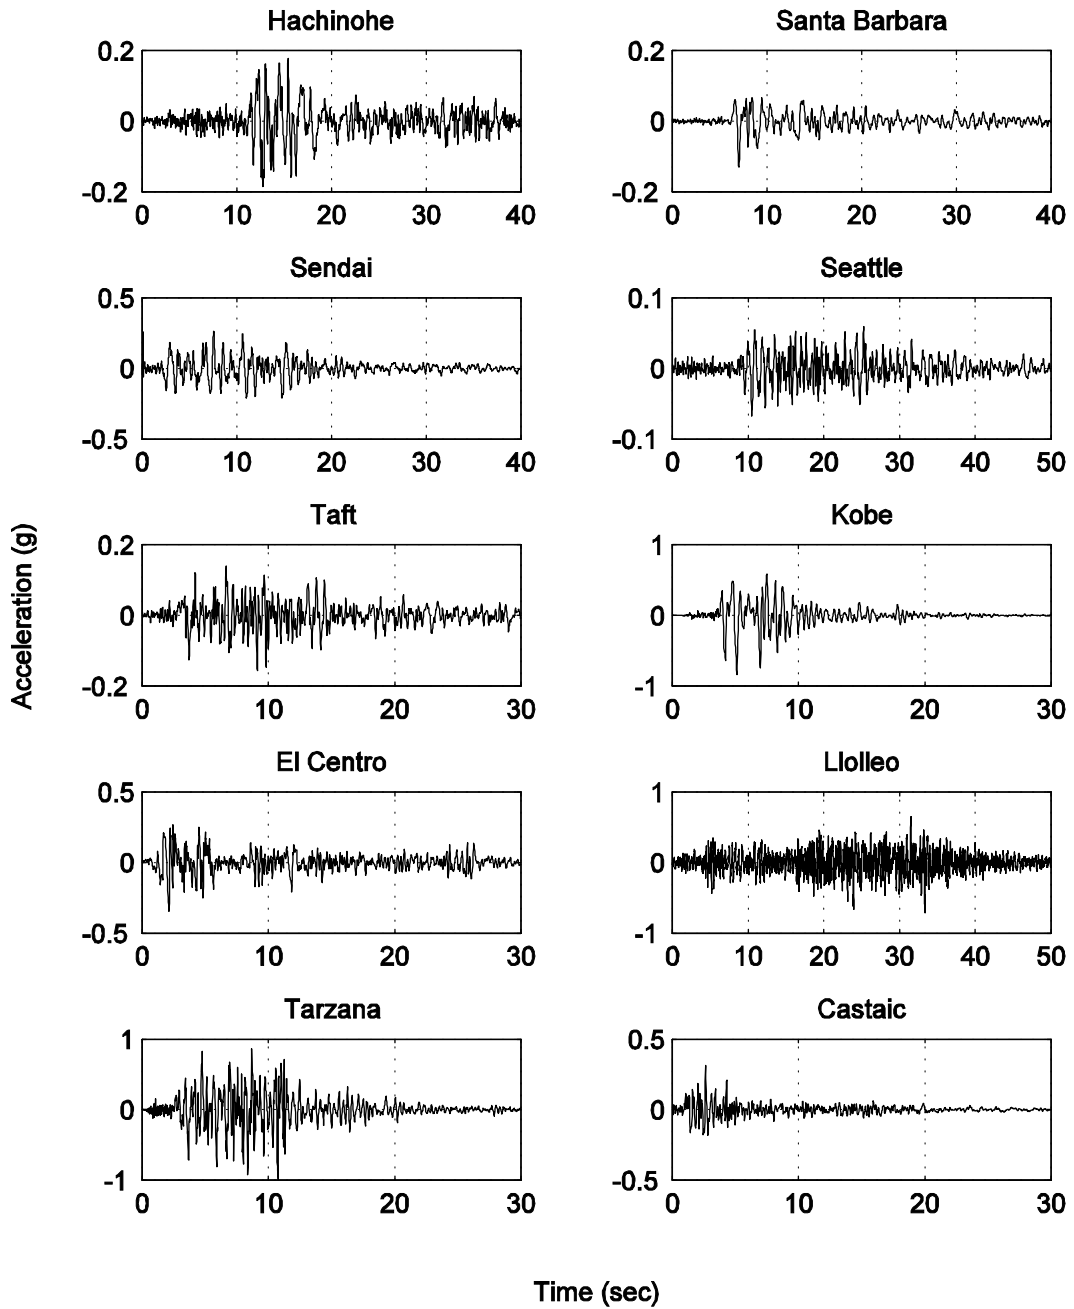 Hachinohe
Santa Barbara
0.2
0
-0.2
0 10 20 30 40
0.2
0
-0.2
0 10 20 30 40
Sendai
Seattle
0.5
0
-0.5
0 10 20 30 40
0.1
0
-0.1
0 10 20 30 40 50
Taft
Kobe
0.2
0
-0.2
0 10 20 30
1
0
-1
0 10 20 30
El Centro
Llolleo
0.5
0
-0.5
0 10 20 30
1
0
-1
0 10 20 30 40 50
Tarzana
Castaic
1
0
-1
0 10 20 30
0.5
0
-0.5
0 10 20 30
Acceleration (g)
Time (sec)